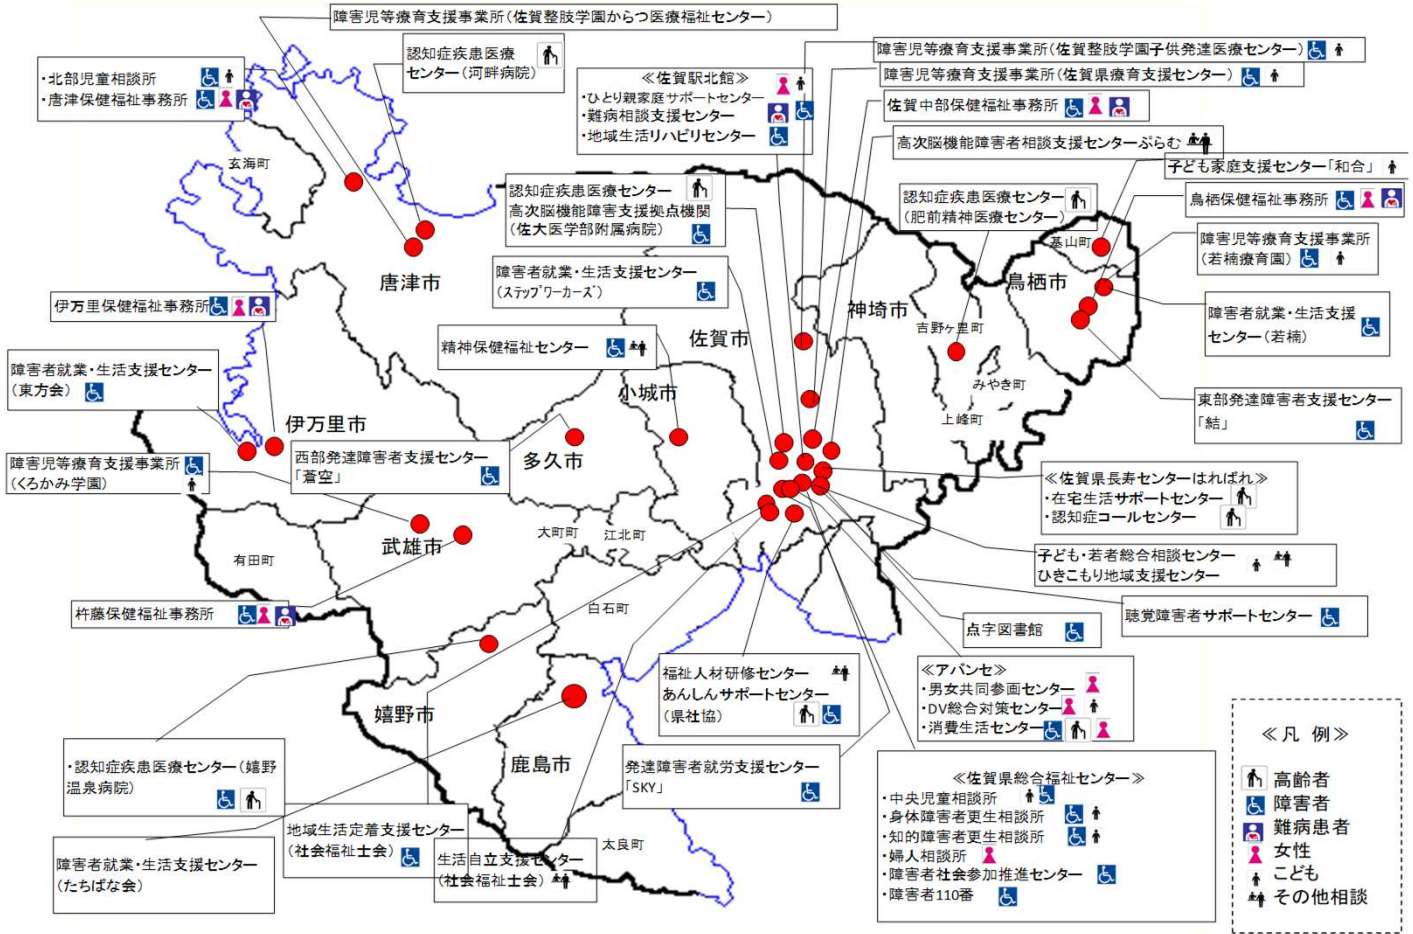 障害児等療育支援事業所(佐賀整肢学園からつ医療福祉センター)
認知症疾患医療
センター(河畔病院)
・北部児童相談所
・唐津保健福祉事務所
≪佐賀駅北館≫
・ひとり親家庭サポートセンター
・難病相談支援センター
・地域生活リハビリセンター
障害児等療育支援事業所(佐賀整肢学園子供発達医療センター)
障害児等療育支援事業所(佐賀県療育支援センター)
佐賀中部保健福祉事務所
高次脳機能障害者相談支援センターぷらむ
子ども家庭支援センター「和合」
鳥栖保健福祉事務所
玄海町
認知症疾患医療センター
高次脳機能障害支援拠点機関
(佐大医学部附属病院)
認知症疾患医療センター
(肥前精神医療センター)
基山町
障害児等療育支援事業所
(若楠療育園)
障害者就業・生活支援センター
(ステップワーカーズ)
唐津市
鳥栖市
神埼市
伊万里保健福祉事務所
障害者就業・生活支援
センター(若楠)
吉野ヶ里町
佐賀市
精神保健福祉センター
障害者就業・生活支援センター
(東方会)
みやき町
小城市
東部発達障害者支援センター
「結」
上峰町
伊万里市
西部発達障害者支援センター
「蒼空」
多久市
障害児等療育支援事業所
(くろかみ学園)
≪佐賀県長寿センターはればれ≫
・在宅生活サポートセンター
・認知症コールセンター
武雄市
大町町
江北町
有田町
子ども・若者総合相談センター
ひきこもり地域支援センター
杵藤保健福祉事務所
白石町
聴覚障害者サポートセンター
点字図書館
福祉人材研修センター
あんしんサポートセンター
(県社協)
≪アバンセ≫
・男女共同参画センター
・DV総合対策センター
・消費生活センター
嬉野市
鹿島市
・認知症疾患医療センター(嬉野
温泉病院)
発達障害者就労支援センター
「SKY」
≪佐賀県総合福祉センター≫
・中央児童相談所
・身体障害者更生相談所
・知的障害者更生相談所
・婦人相談所
・障害者社会参加推進センター
・障害者110番
地域生活定着支援センター
(社会福祉士会)
生活自立支援センター
(社会福祉士会)
太良町
障害者就業・生活支援センター
(たちばな会)
≪凡 例≫
高齢者
障害者
難病患者
女性
こども
その他相談